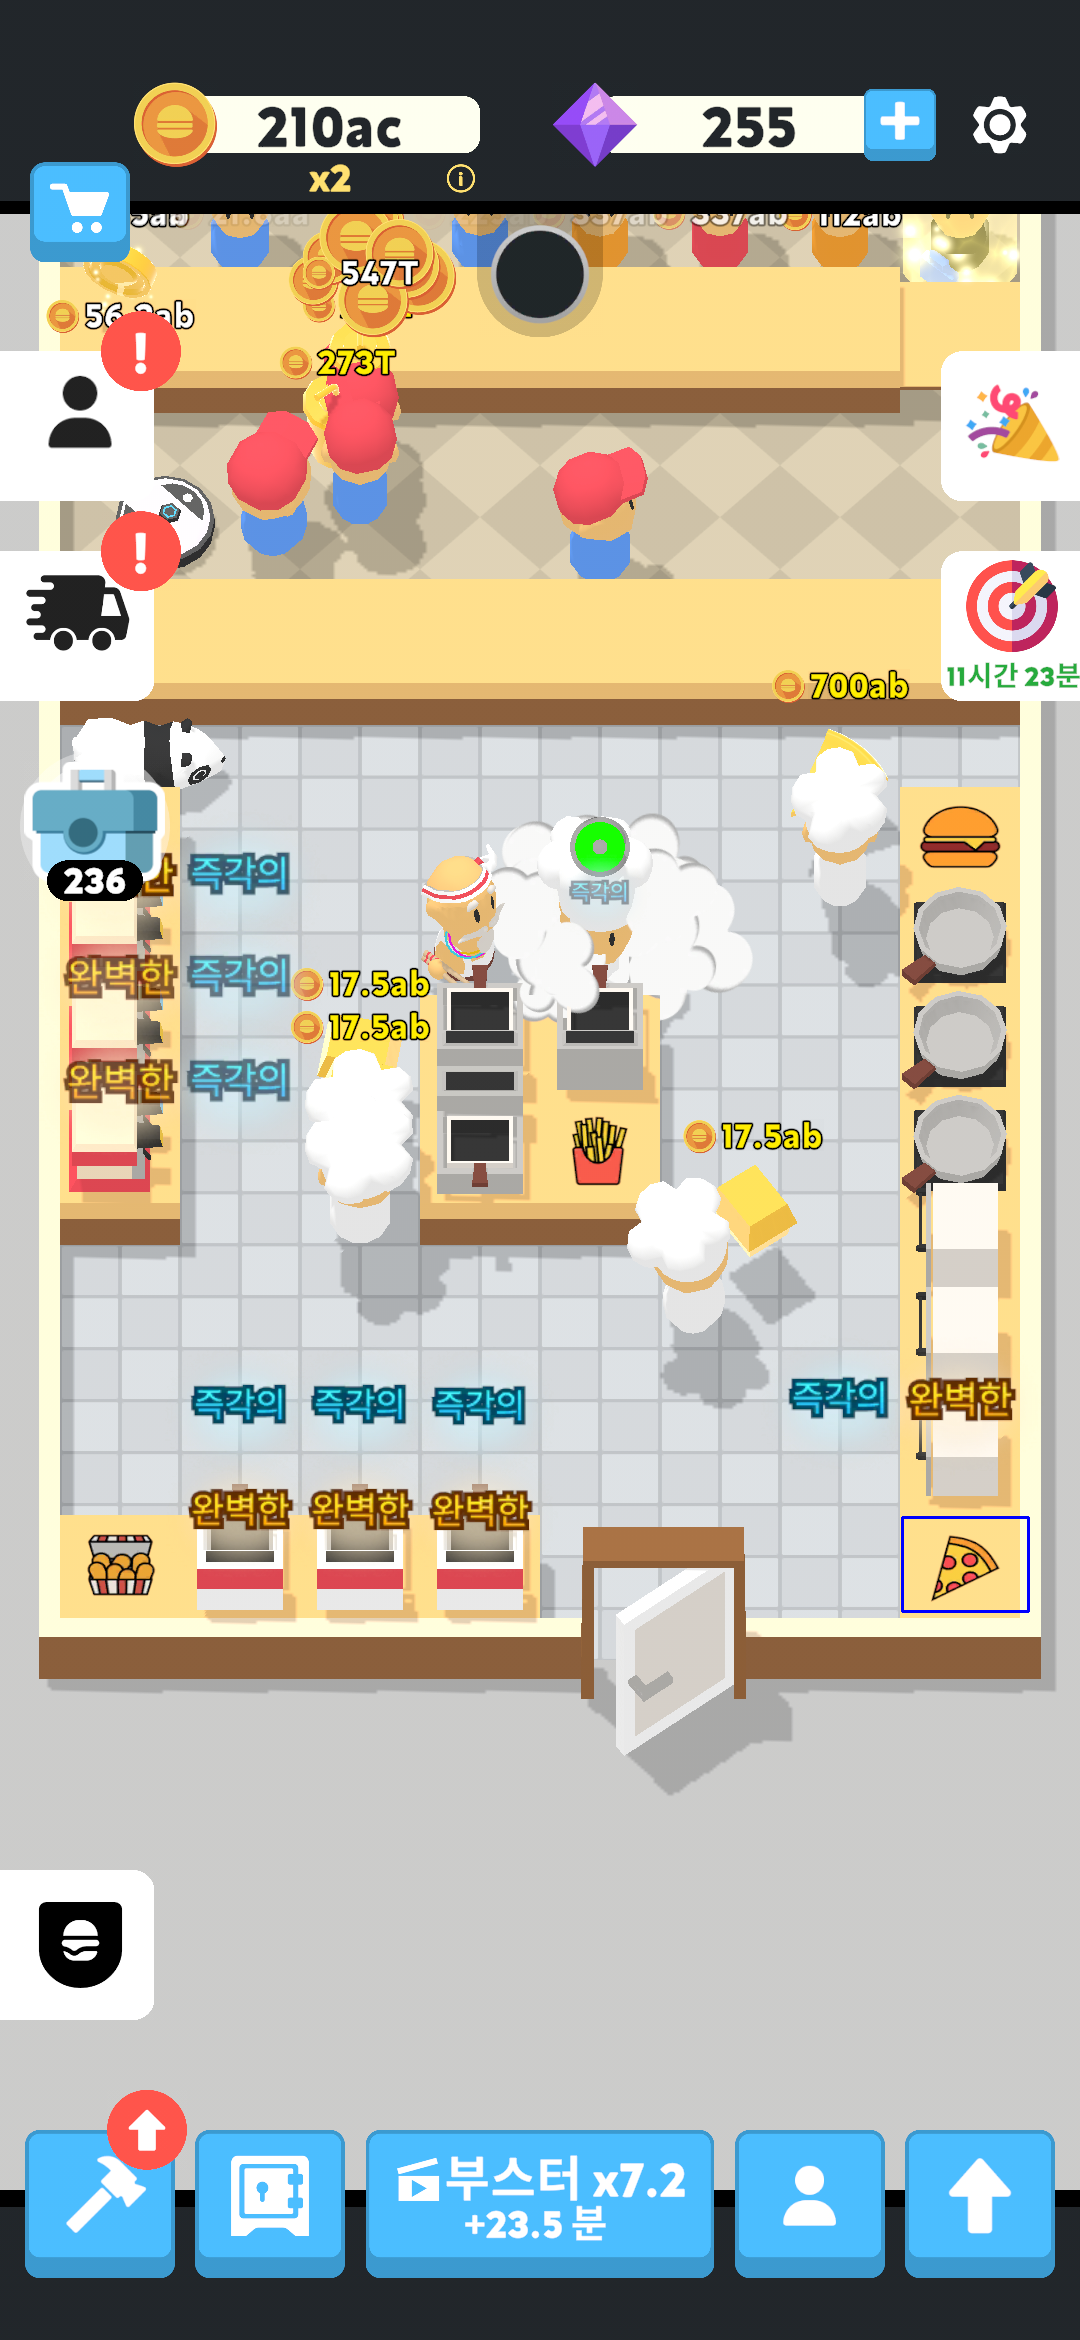 210ac
x2
255
547T
273T
11시간 23분
700ab
236
즉각의
즉각의
완벽한
즉각의
17.5ab
17.5ab
완벽한
즉각의
17.5ab
즉각의
즉각의
즉각의
즉각의
완벽한
완벽한
완벽한
완벽한
부스터 x7.2
+23.5 분